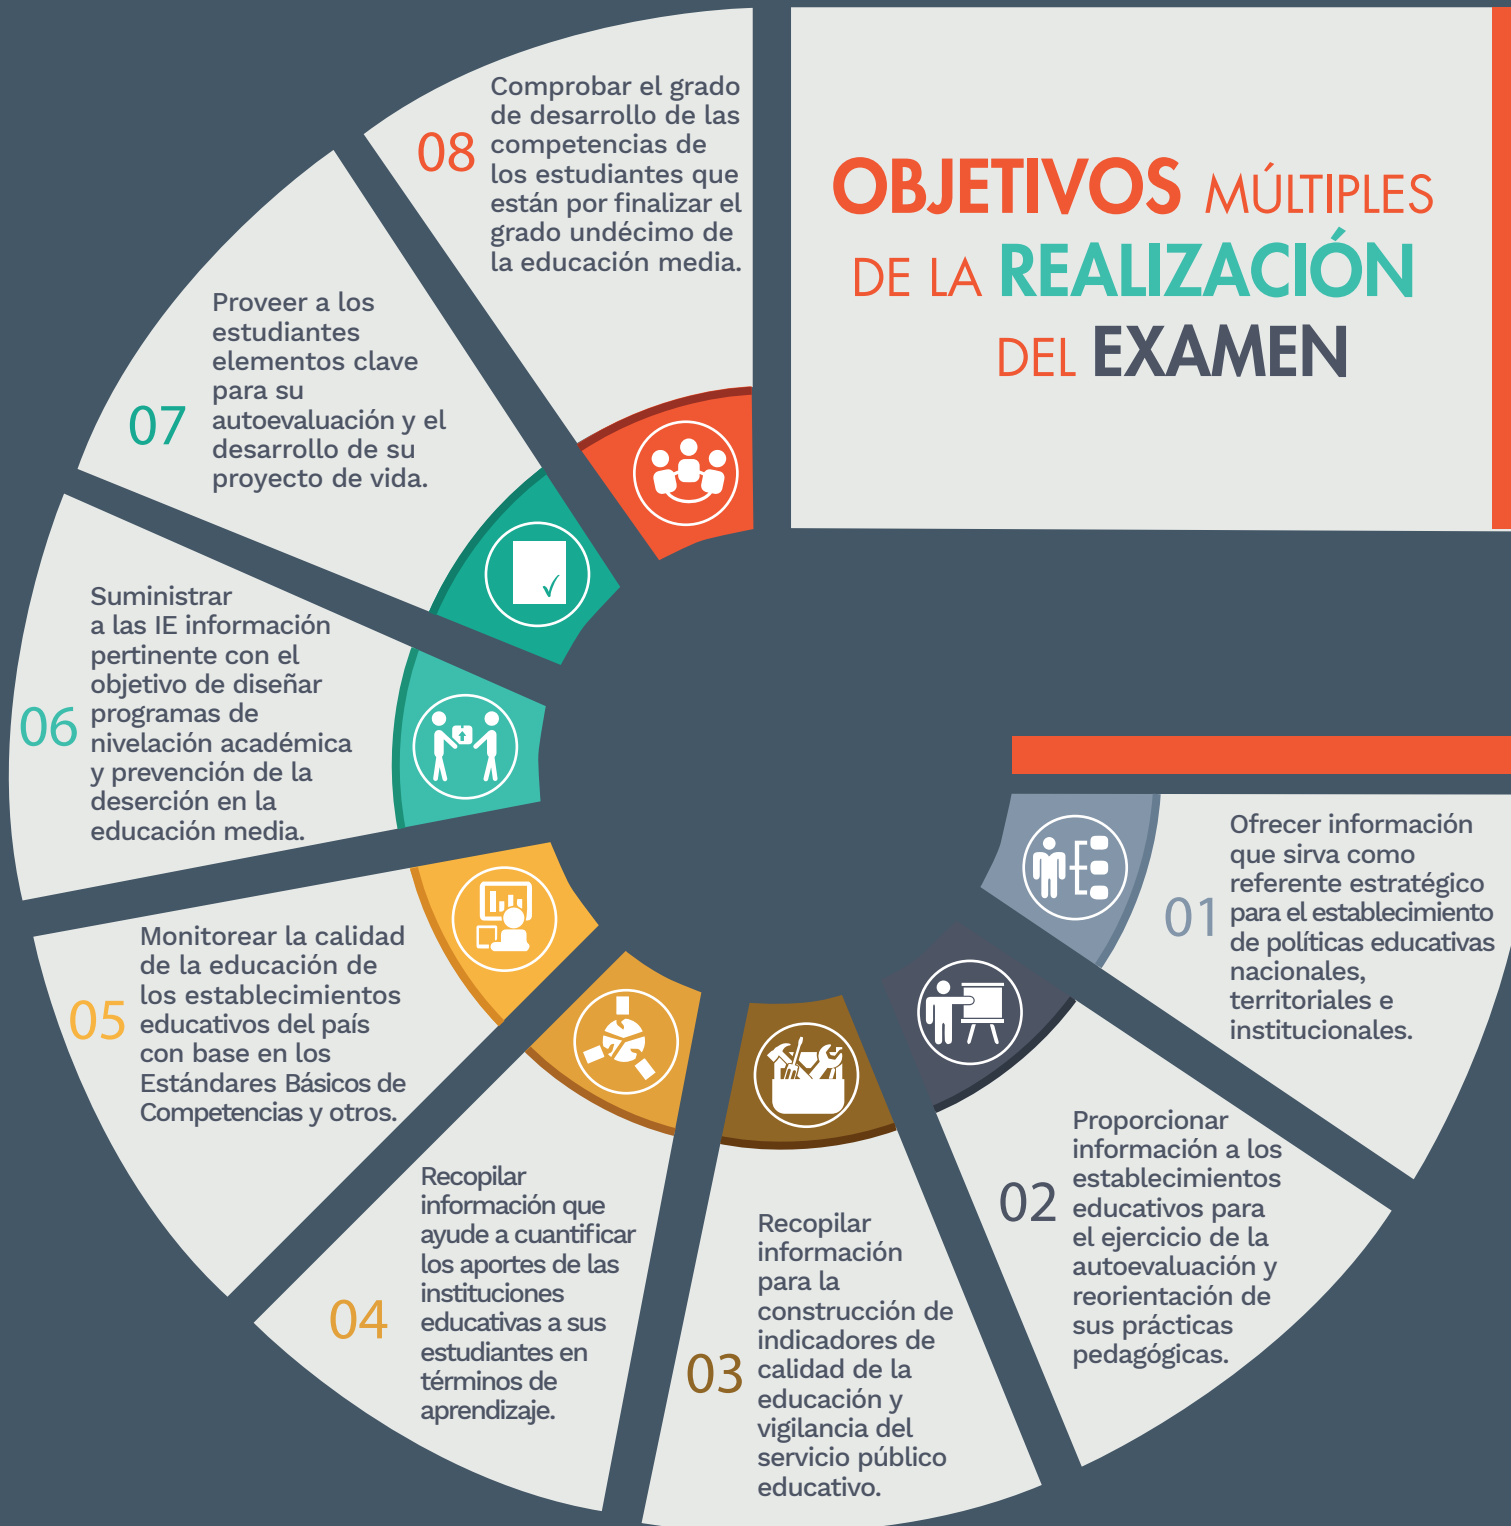 OBJETIVOS MÚLTIPLES
DE LA REALIZACIÓN
DEL EXAMEN
01
Ofrecer información
que sirva como
referente estratégico
para el establecimiento
de políticas educativas
nacionales,
territoriales e
institucionales.
02
Proporcionar
información a los
establecimientos
educativos para
el ejercicio de la
autoevaluación y
reorientación de
sus prácticas
pedagógicas.
03
Recopilar
información
para la
construcción de
indicadores de
calidad de la
educación y
vigilancia del
servicio público
educativo.
04
Recopilar
información que
ayude a cuantificar
los aportes de las
instituciones
educativas a sus
estudiantes en
términos de
aprendizaje.
05
Monitorear la calidad
de la educación de
los establecimientos
educativos del país
con base en los
Estándares Básicos de
Competencias y otros.
06
Suministrar
a las IE información
pertinente con el
objetivo de diseñar
programas de
nivelación académica
y prevención de la
deserción en la
educación media.
07
Proveer a los
estudiantes
elementos clave
para su
autoevaluación y el
desarrollo de su
proyecto de vida.
08
Comprobar el grado
de desarrollo de las
competencias de
los estudiantes que
están por finalizar el
grado undécimo de
la educación media.